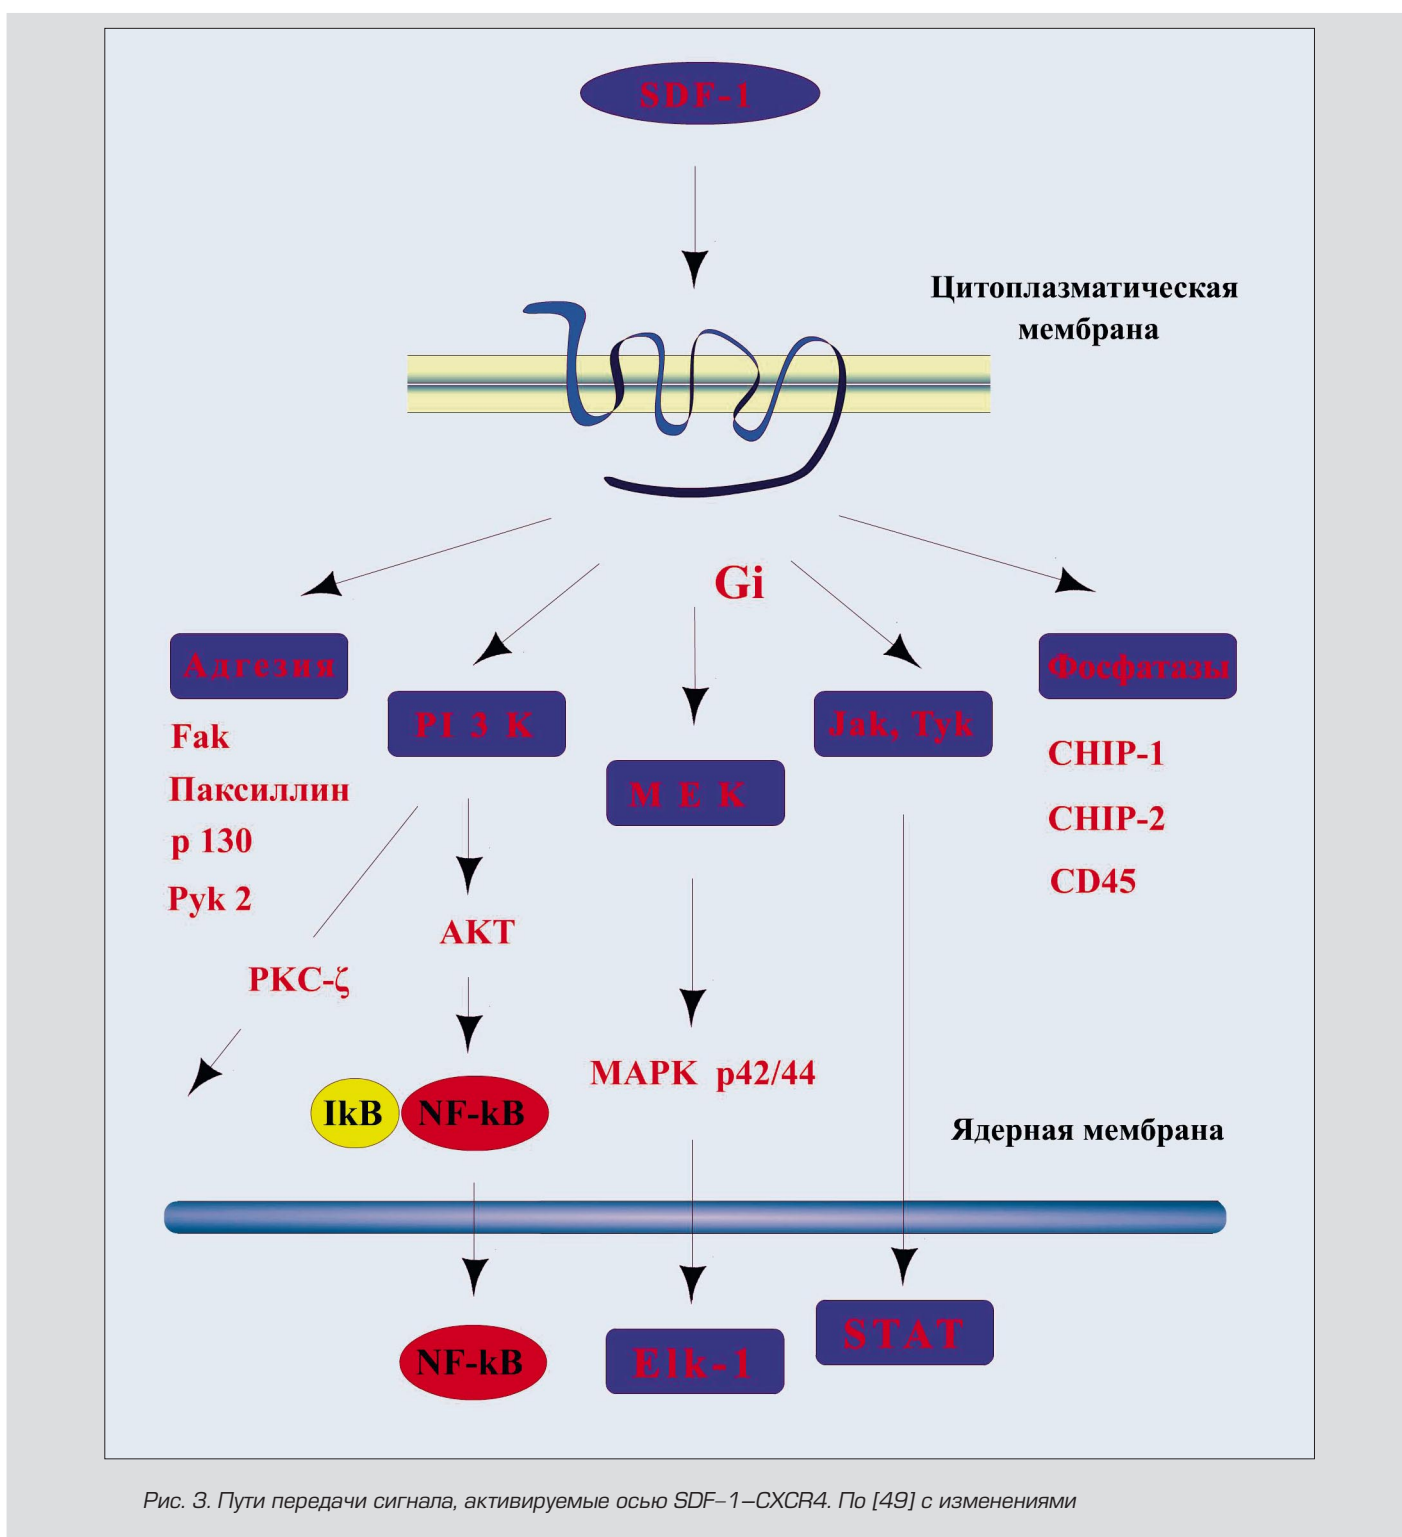 SDF-1
Цитоплазматическая
мембрана
Gi
Адгезия
Fak
Паксиллин
p 130
Pyk 2
PI 3 K
PKC-ζ
AKT
IkB
NF-kB
M E K
MAPK p42/44
Jak, Tyk
Фосфатазы
CHIP-1
CHIP-2
CD45
Ядерная мембрана
NF-kB
Elk-1
STAT
Рис. 3. Пути передачи сигнала, активируемые осью SDF–1–CXCR4. По [49] с изменениями